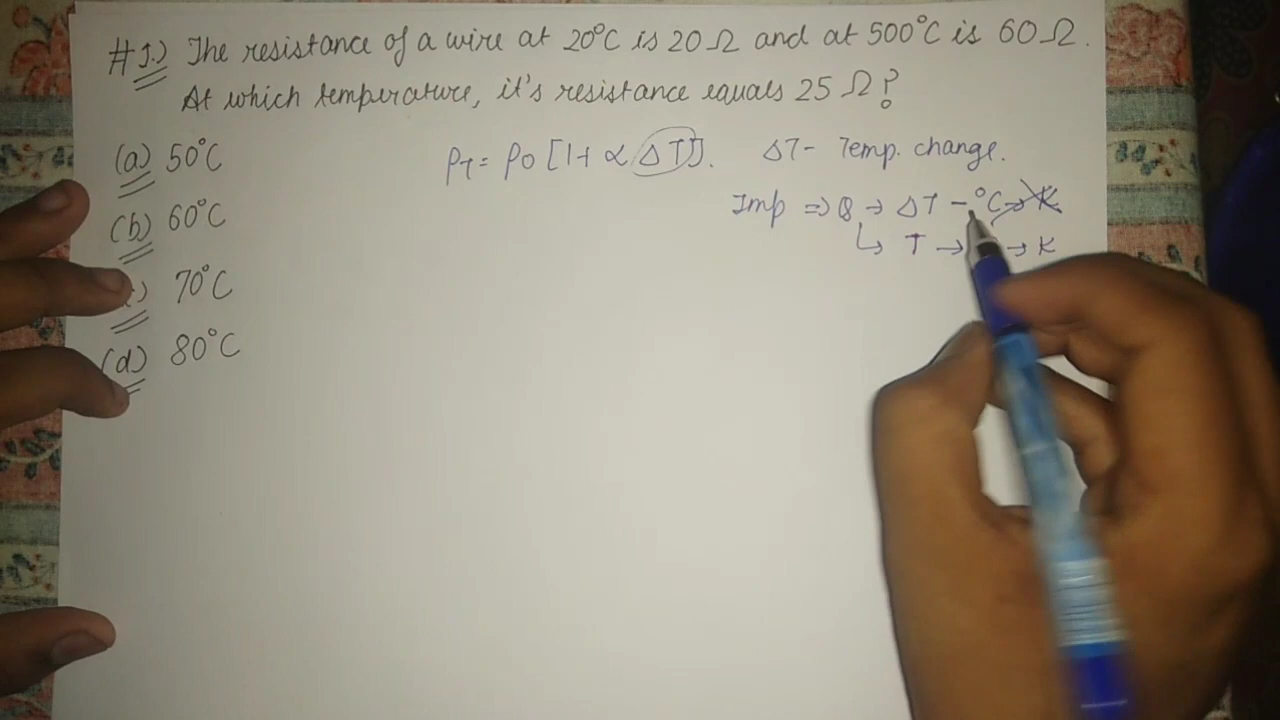 # 1.) The resistance of a wire at 20°C is 20 Ω and at 500°C is 60 Ω.
At which temperature, it's resistance equals 25 Ω?
(a) 50°C
(b) 60°C
70°C
(d) 80°C
ρT = ρ0 [1+ α ΔT].
ΔT - Temp. change.
Imp => Q → ΔT - °C → K
↳ T → → K